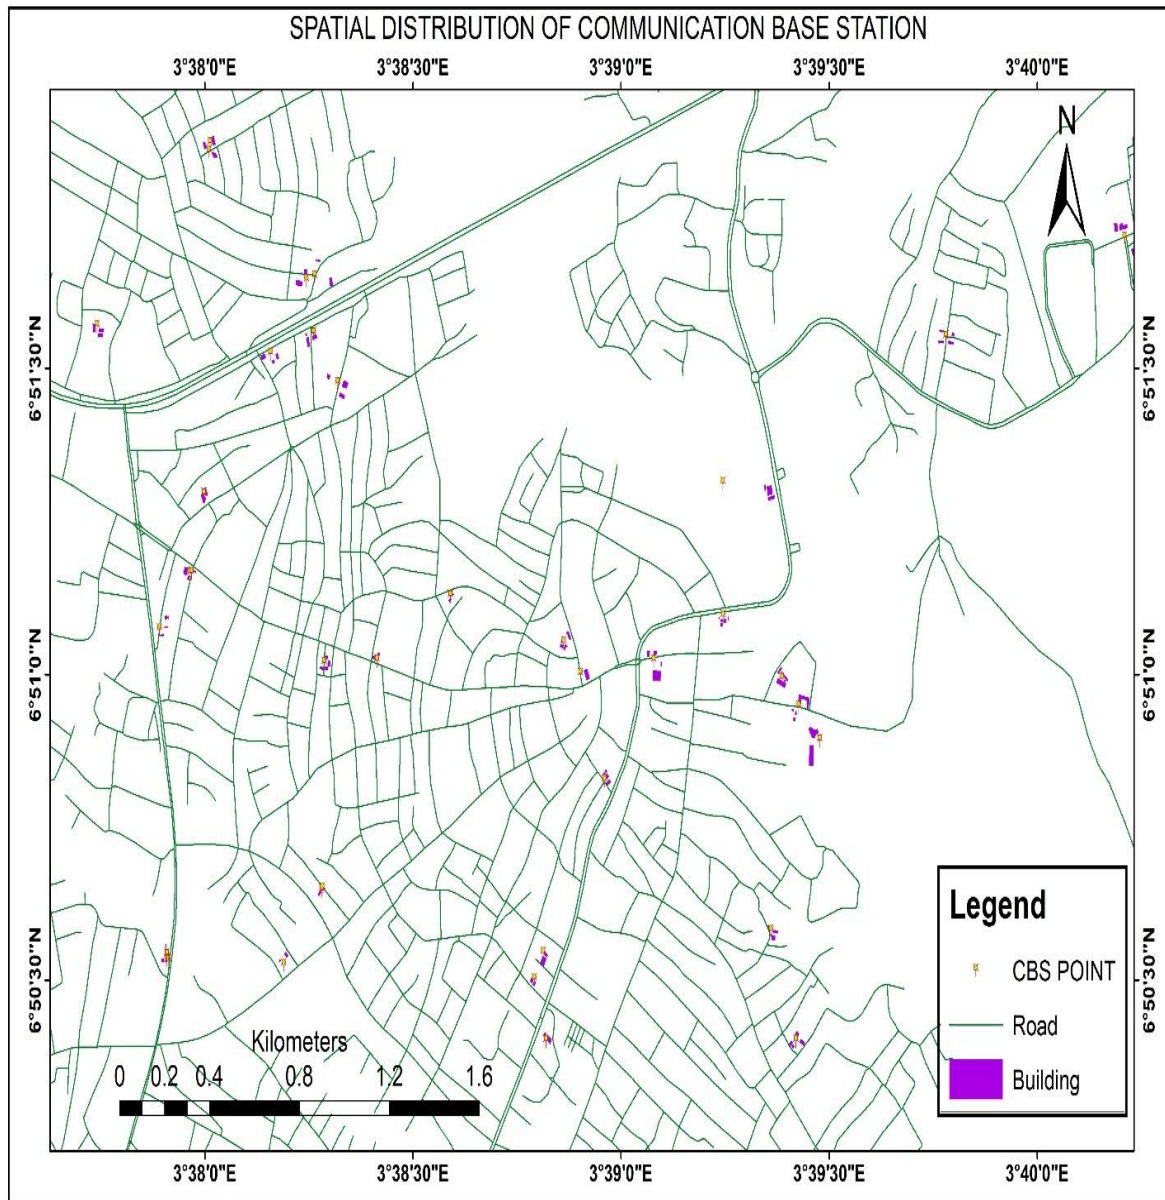 SPATIAL DISTRIBUTION OF COMMUNICATION BASE STATION
3°38'0"E 3°38'30"E 3°39'0"E 3°39'30"E 3°40'0"E
N
6°51'30"N 6°51'30"N
6°51'0"N 6°51'0"N
Legend
CBS POINT
6°50'30"N 6°50'30"N
Road
Kilometers
0 0.2 0.4 0.8 1.2 1.6
Building
3°38'0"E 3°38'30"E 3°39'0"E 3°39'30"E 3°40'0"E